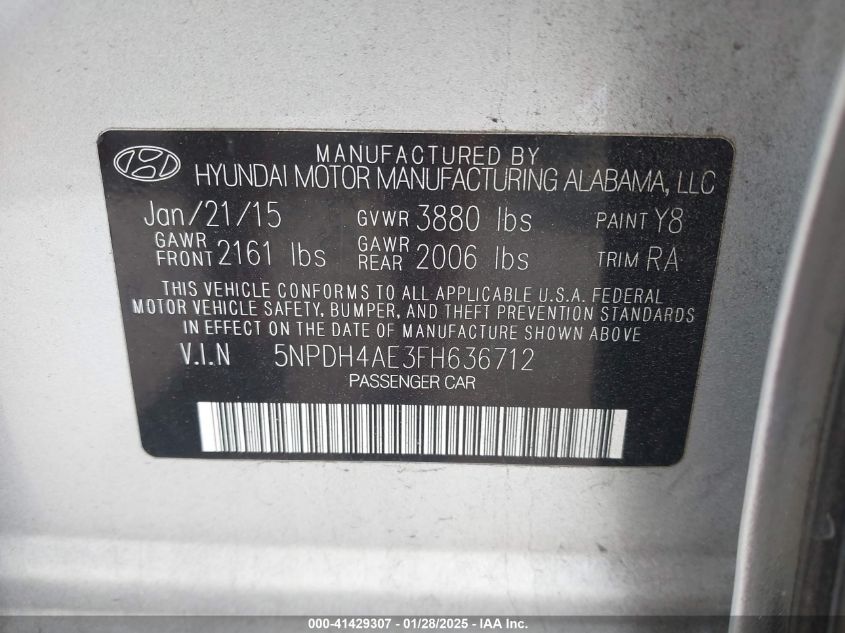 MANUFACTURED BY
HYUNDAI MOTOR MANUFACTURING ALABAMA, LLC
Jan/21/15 GVWR 3880 lbs PAINT Y8
GAWR FRONT 2161 lbs GAWR REAR 2006 lbs TRIM RA
THIS VEHICLE CONFORMS TO ALL APPLICABLE U.S.A. FEDERAL
MOTOR VEHICLE SAFETY, BUMPER, AND THEFT PREVENTION STANDARDS
IN EFFECT ON THE DATE OF MANUFACTURE SHOWN ABOVE
V.I.N 5NPDH4AE3FH636712
PASSENGER CAR
000-41429307 - 01/28/2025 - IAA Inc.